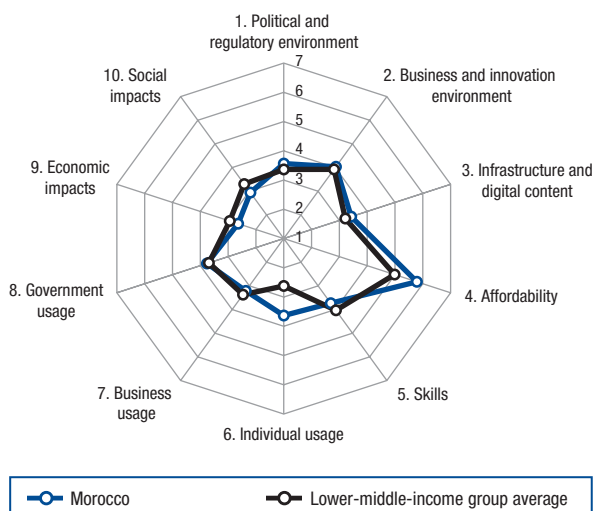 1. Political and
regulatory environment
2. Business and innovation
environment
3. Infrastructure and
digital content
4. Affordability
5. Skills
6. Individual usage
7. Business
usage
8. Government
usage
9. Economic
impacts
10. Social
impacts
7
6
5
4
3
2
1
Morocco
Lower-middle-income group average